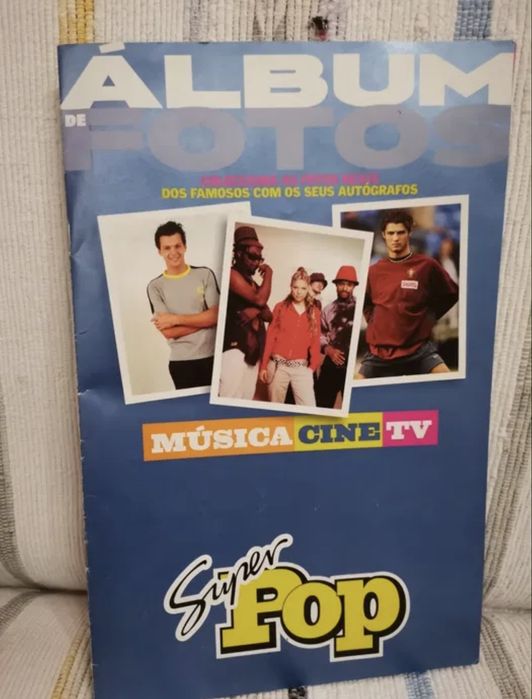 ÁLBUM
DE FOTOS
DOS FAMOSOS COM OS SEUS AUTÓGRAFOS
MÚSICA CINE TV
Super
Pop